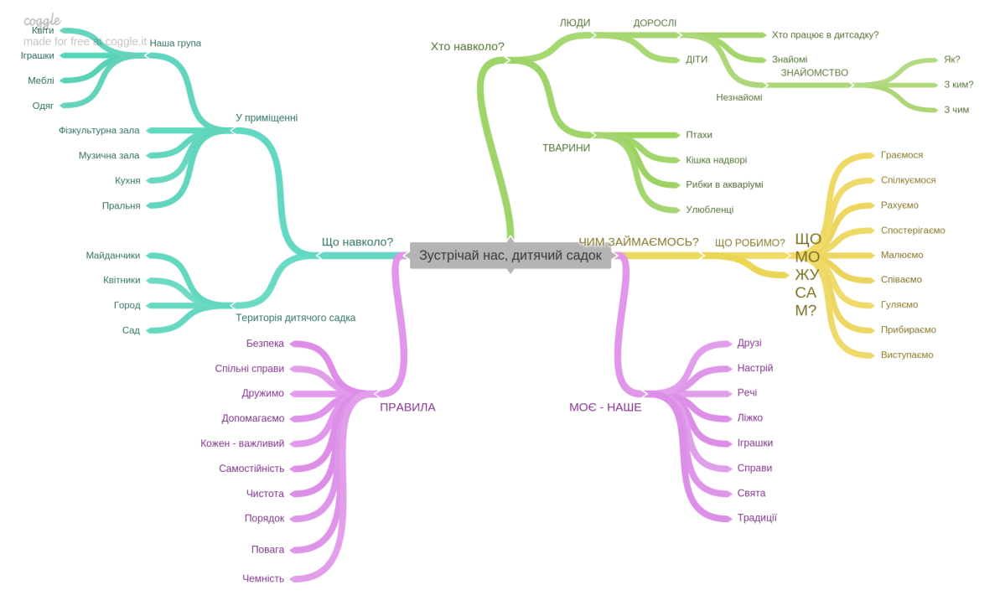 coggle
made for free at coggle.it
Зустрічай нас, дитячий садок
Що навколо?
У приміщенні
Наша група
Квіти
Іграшки
Меблі
Одяг
Фізкультурна зала
Музична зала
Кухня
Пральня
Територія дитячого садка
Майданчики
Квітники
Город
Сад
Хто навколо?
ЛЮДИ
ДОРОСЛІ
Хто працює в дитсадку?
Знайомі
Незнайомі
ЗНАЙОМСТВО
Як?
З ким?
З чим
ДІТИ
ТВАРИНИ
Птахи
Кішка надворі
Рибки в акваріумі
Улюбленці
ЧИМ ЗАЙМАЄМОСЬ?
ЩО РОБИМО?
Граємося
Спілкуємося
Рахуємо
Спостерігаємо
Малюємо
Співаємо
Гуляємо
Прибираємо
Виступаємо
ЩО
МО
ЖУ
СА
М?
ПРАВИЛА
Безпека
Спільні справи
Дружимо
Допомагаємо
Кожен - важливий
Самостійність
Чистота
Порядок
Повага
Чемність
МОЄ - НАШЕ
Друзі
Настрій
Речі
Ліжко
Іграшки
Справи
Свята
Традиції